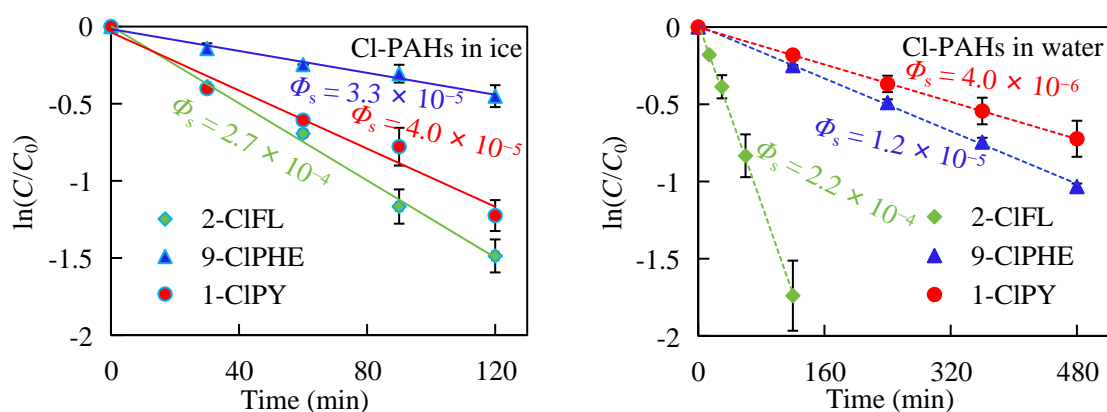 Cl-PAHs in ice
0
-0.5
-1
-1.5
-2
ln(C/C₀)
Φₛ = 3.3 × 10⁻⁵
Φₛ = 4.0 × 10⁻⁵
Φₛ = 2.7 × 10⁻⁴
2-ClFL
9-ClPHE
1-ClPY
0 40 80 120
Time (min)
Cl-PAHs in water
0
-0.5
-1
-1.5
-2
ln(C/C₀)
Φₛ = 4.0 × 10⁻⁶
Φₛ = 1.2 × 10⁻⁵
Φₛ = 2.2 × 10⁻⁴
2-ClFL
9-ClPHE
1-ClPY
0 160 320 480
Time (min)